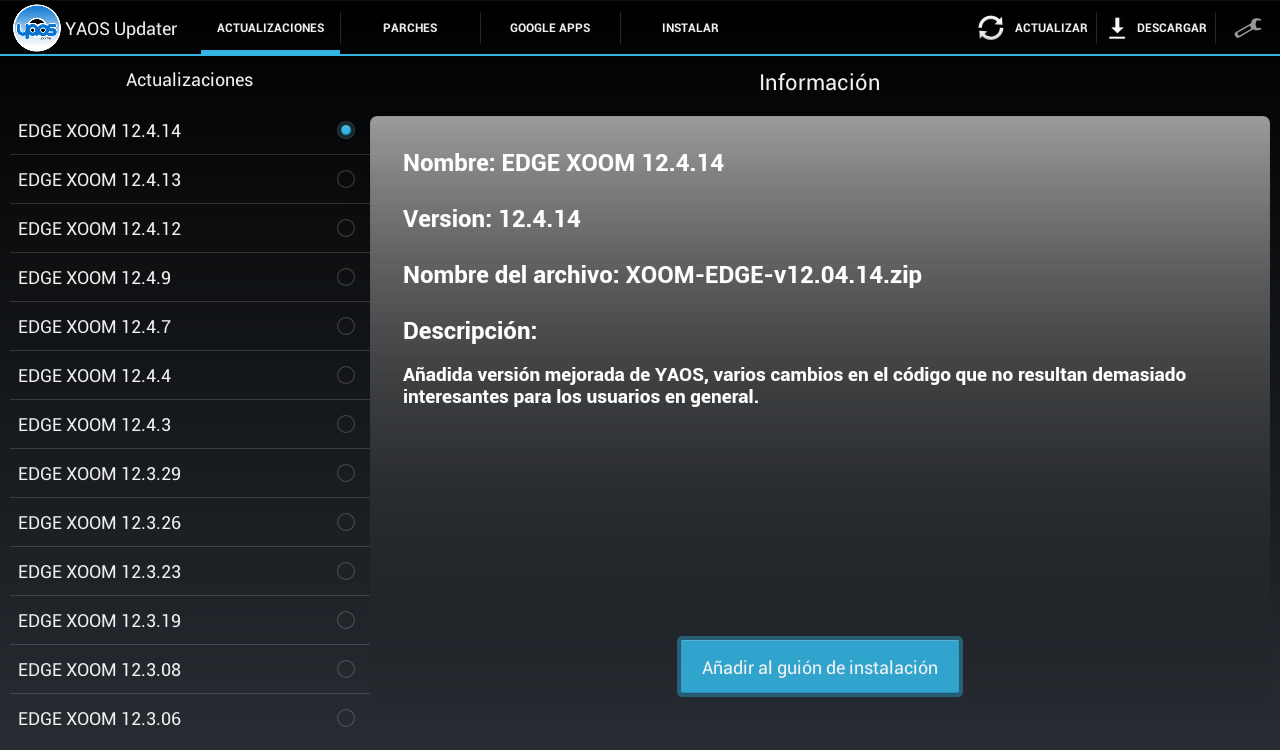 yaos
YAOS Updater
ACTUALIZACIONES
PARCHES
GOOGLE APPS
INSTALAR
ACTUALIZAR
DESCARGAR
Actualizaciones
EDGE XOOM 12.4.14
EDGE XOOM 12.4.13
EDGE XOOM 12.4.12
EDGE XOOM 12.4.9
EDGE XOOM 12.4.7
EDGE XOOM 12.4.4
EDGE XOOM 12.4.3
EDGE XOOM 12.3.29
EDGE XOOM 12.3.26
EDGE XOOM 12.3.23
EDGE XOOM 12.3.19
EDGE XOOM 12.3.08
EDGE XOOM 12.3.06
Información
Nombre: EDGE XOOM 12.4.14
Version: 12.4.14
Nombre del archivo: XOOM-EDGE-v12.04.14.zip
Descripción:
Añadida versión mejorada de YAOS, varios cambios en el código que no resultan demasiado
interesantes para los usuarios en general.
Añadir al guión de instalación